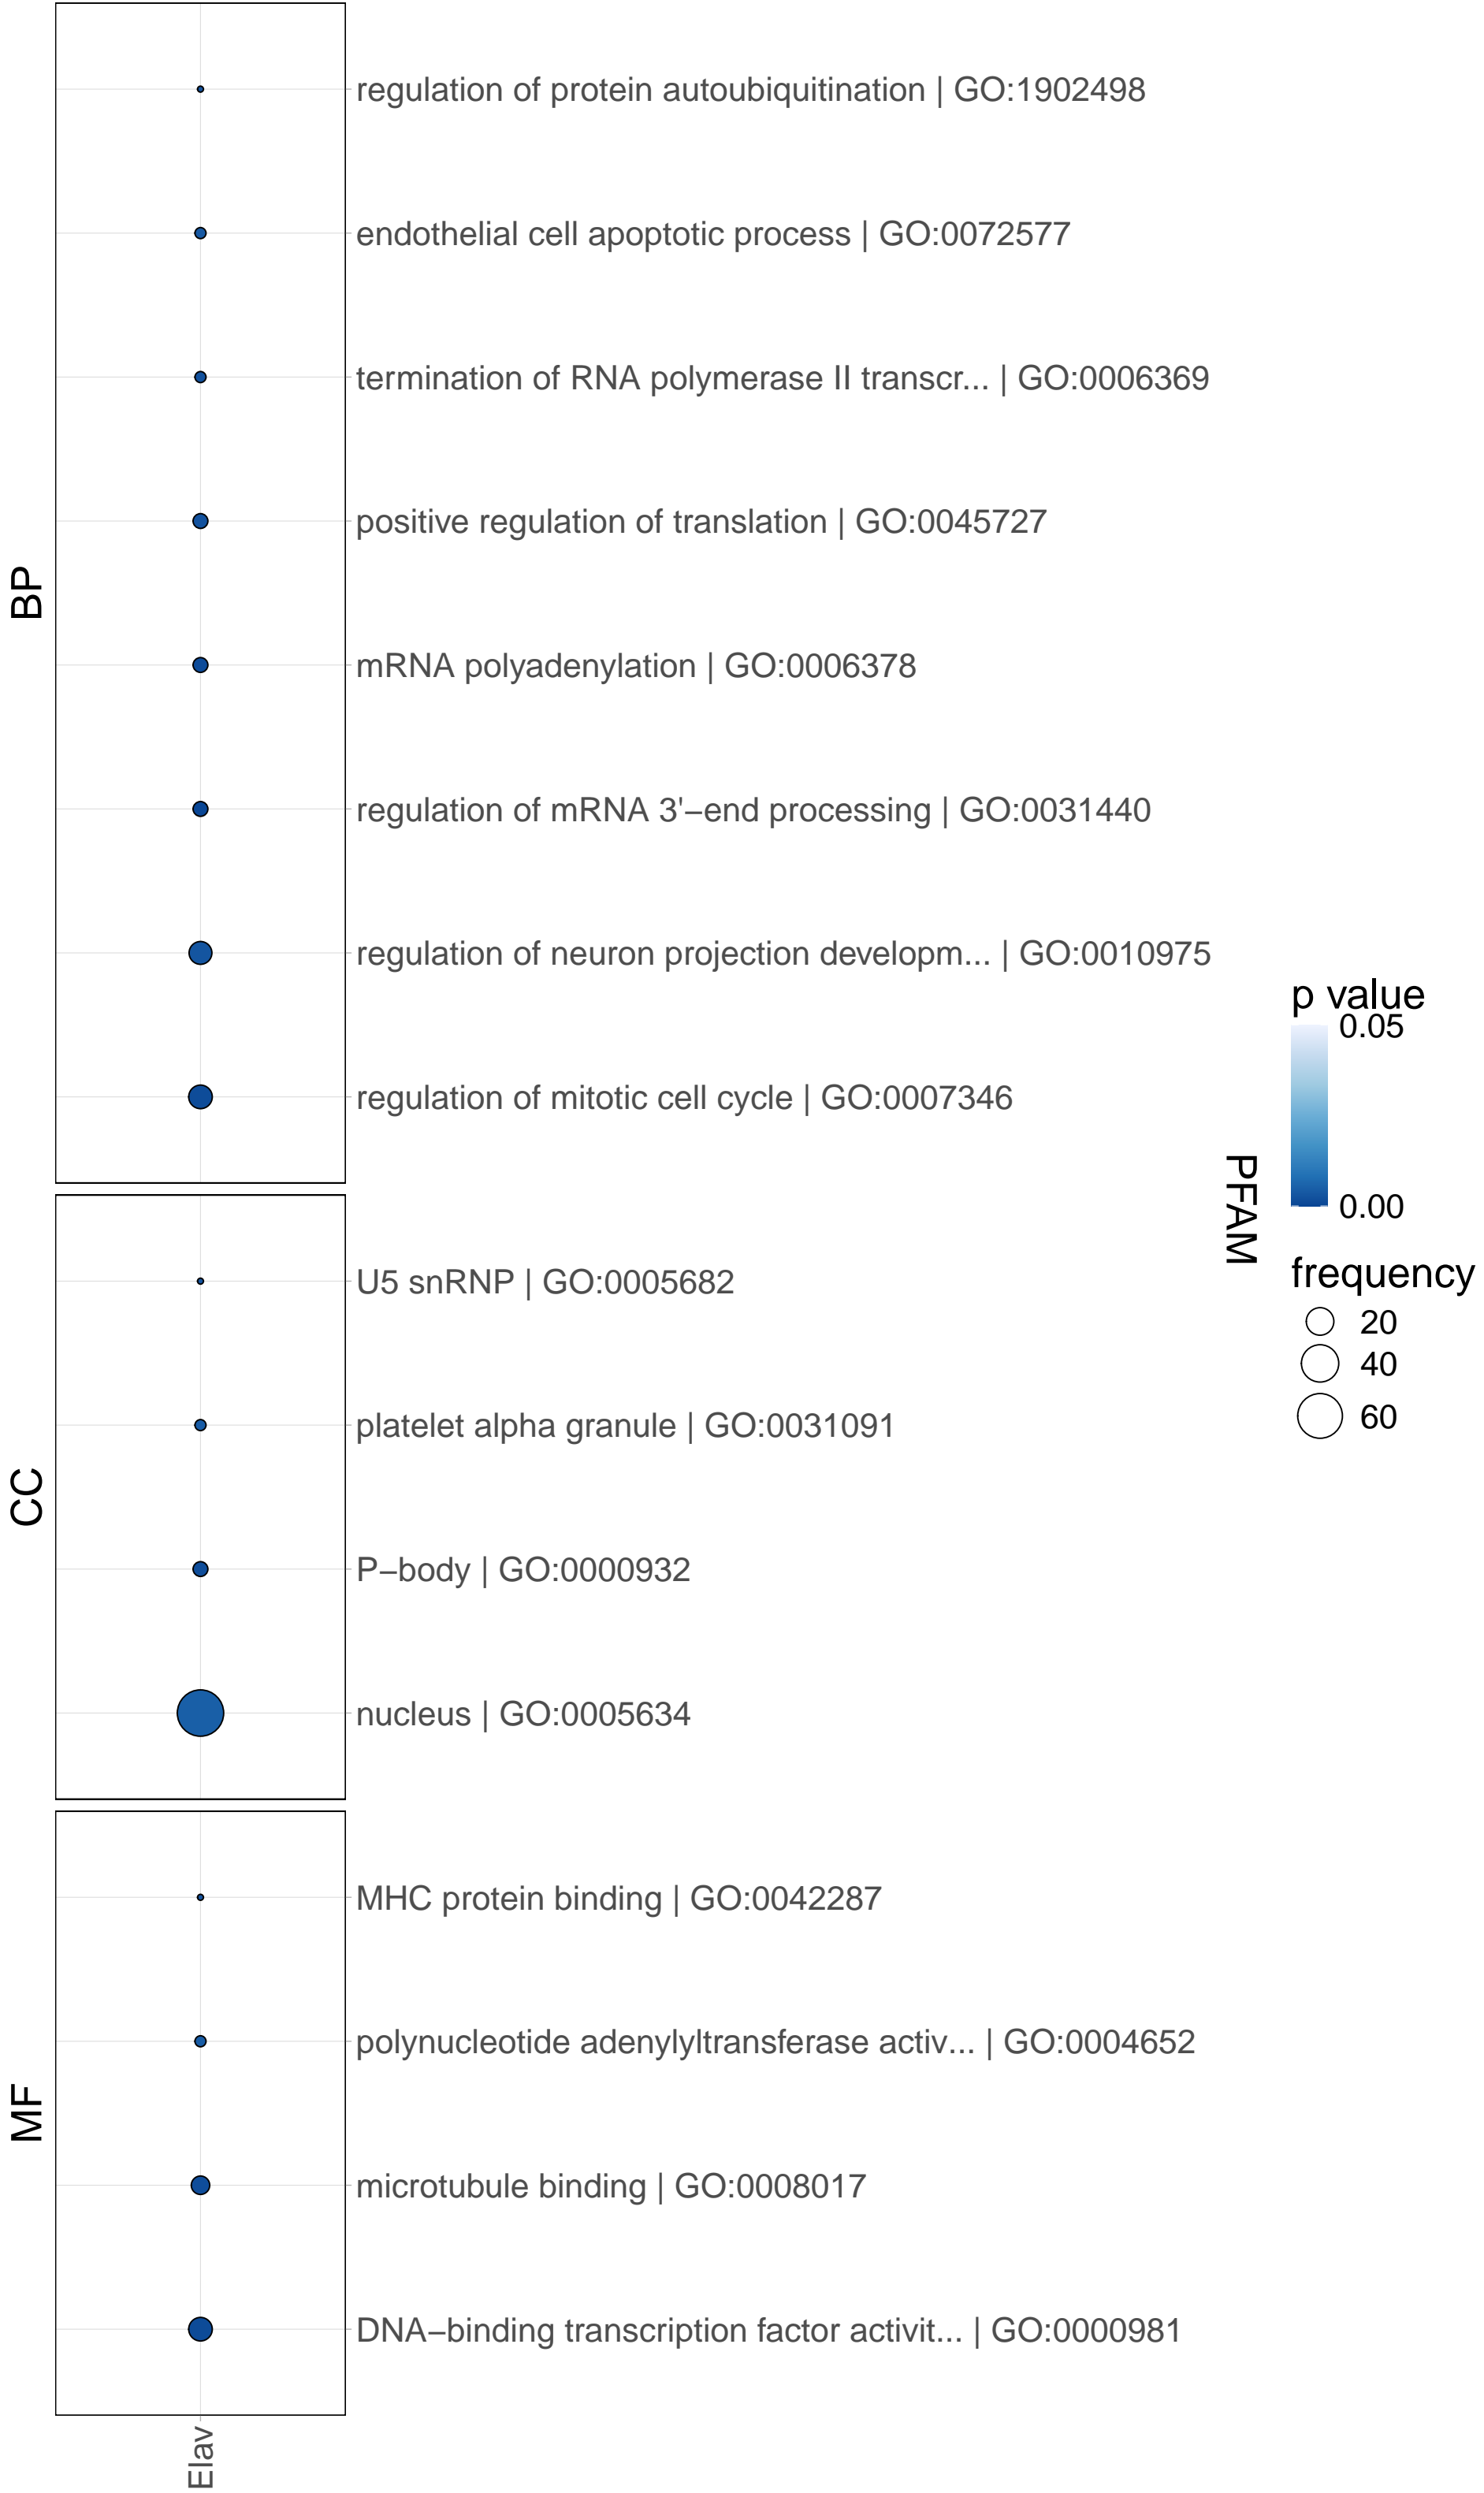 BP
regulation of protein autoubiquitination | GO:1902498
endothelial cell apoptotic process | GO:0072577
termination of RNA polymerase II transcr... | GO:0006369
positive regulation of translation | GO:0045727
mRNA polyadenylation | GO:0006378
regulation of mRNA 3'−end processing | GO:0031440
regulation of neuron projection developm... | GO:0010975
regulation of mitotic cell cycle | GO:0007346
CC
U5 snRNP | GO:0005682
platelet alpha granule | GO:0031091
P−body | GO:0000932
nucleus | GO:0005634
MF
MHC protein binding | GO:0042287
polynucleotide adenylyltransferase activ... | GO:0004652
microtubule binding | GO:0008017
DNA−binding transcription factor activit... | GO:0000981
Elav
PFAM
p value
0.05
0.00
frequency
20
40
60